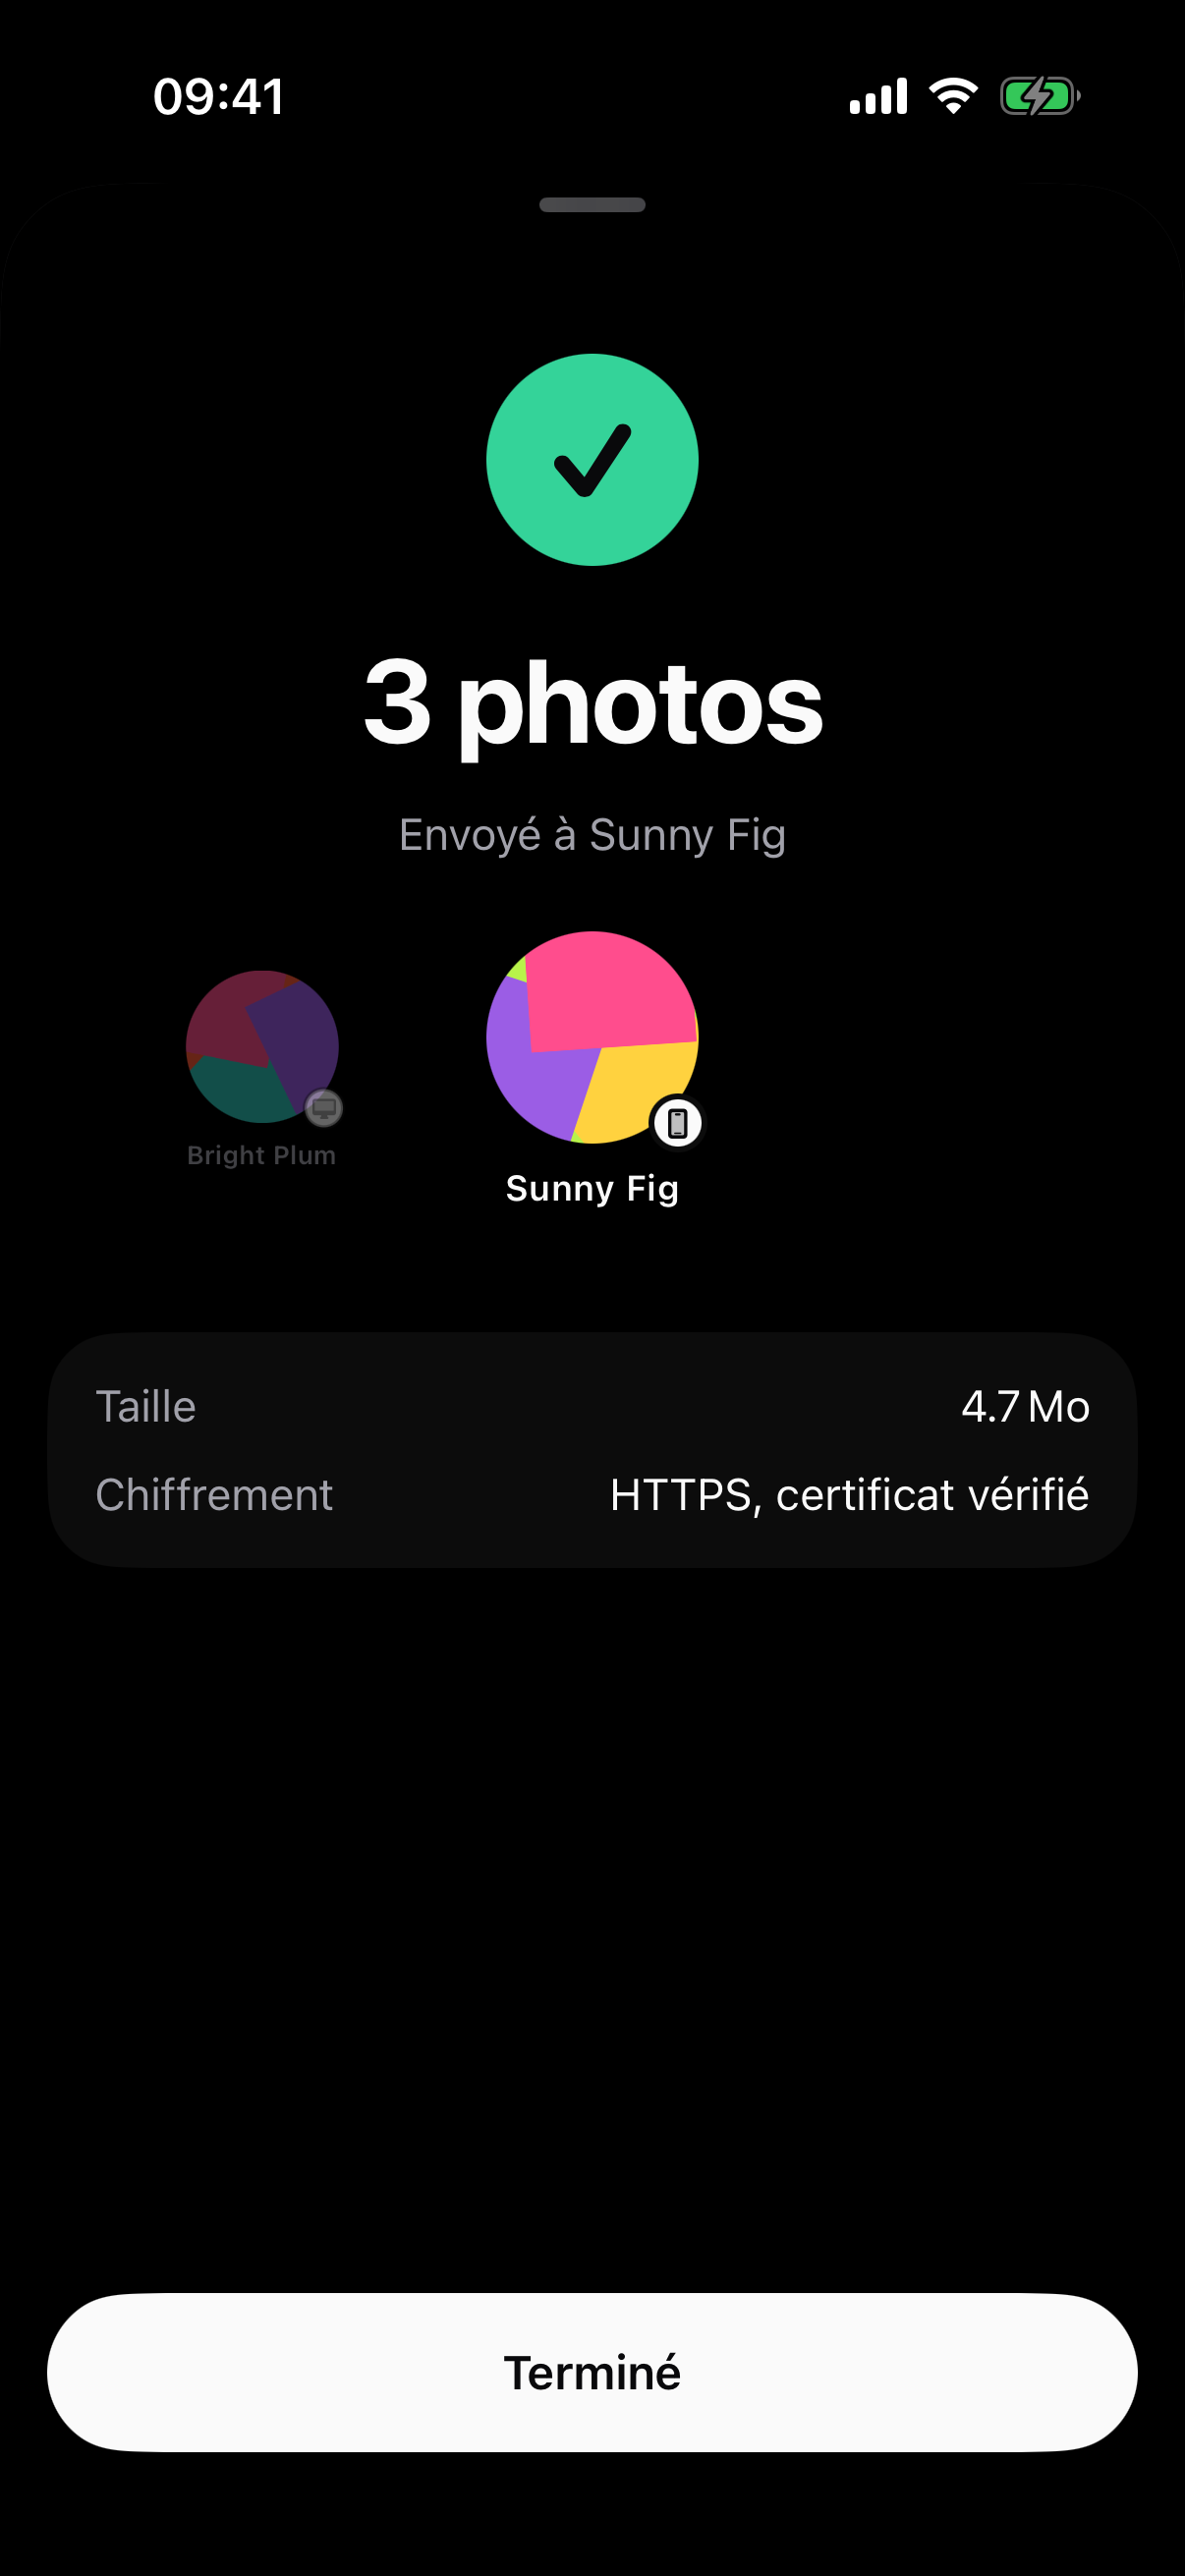 09:41
3 photos
Envoyé à Sunny Fig
Bright Plum
Sunny Fig
Taille 4.7 Mo
Chiffrement HTTPS, certificat vérifié
Terminé